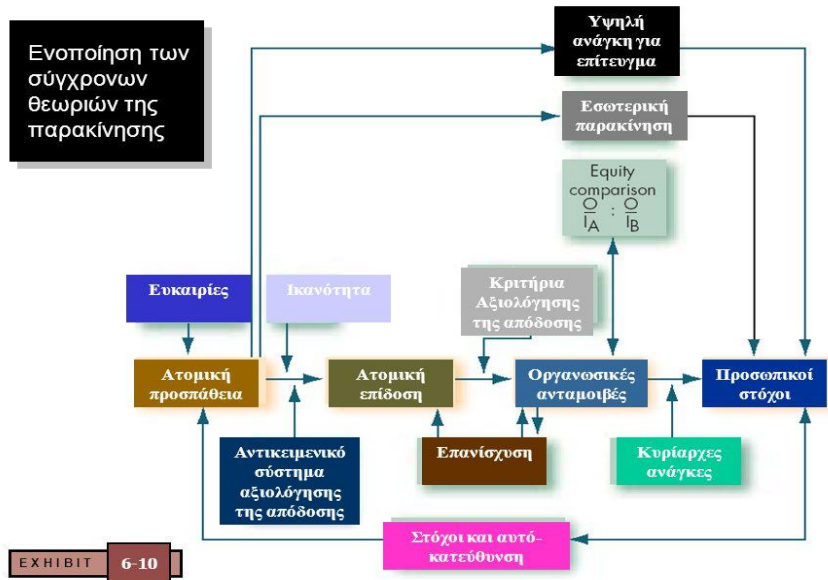 Ενοποίηση των
σύγχρονων
θεωριών της
παρακίνησης
Υψηλή
ανάγκη για
επίτευγμα
Εσωτερική
παρακίνηση
Equity
comparison
O : O
I_A I_B
Ευκαιρίες
Ικανότητα
Κριτήρια
Αξιολόγησης
της απόδοσης
Ατομική
προσπάθεια
Ατομική
επίδοση
Οργανωσικές
ανταμοιβές
Προσωπικοί
στόχοι
Αντικειμενικό
σύστημα
αξιολόγησης
της απόδοσης
Επανίσχυση
Κυρίαρχες
ανάγκες
Στόχοι και αυτό-
κατεύθυνση
EXHIBIT 6-10